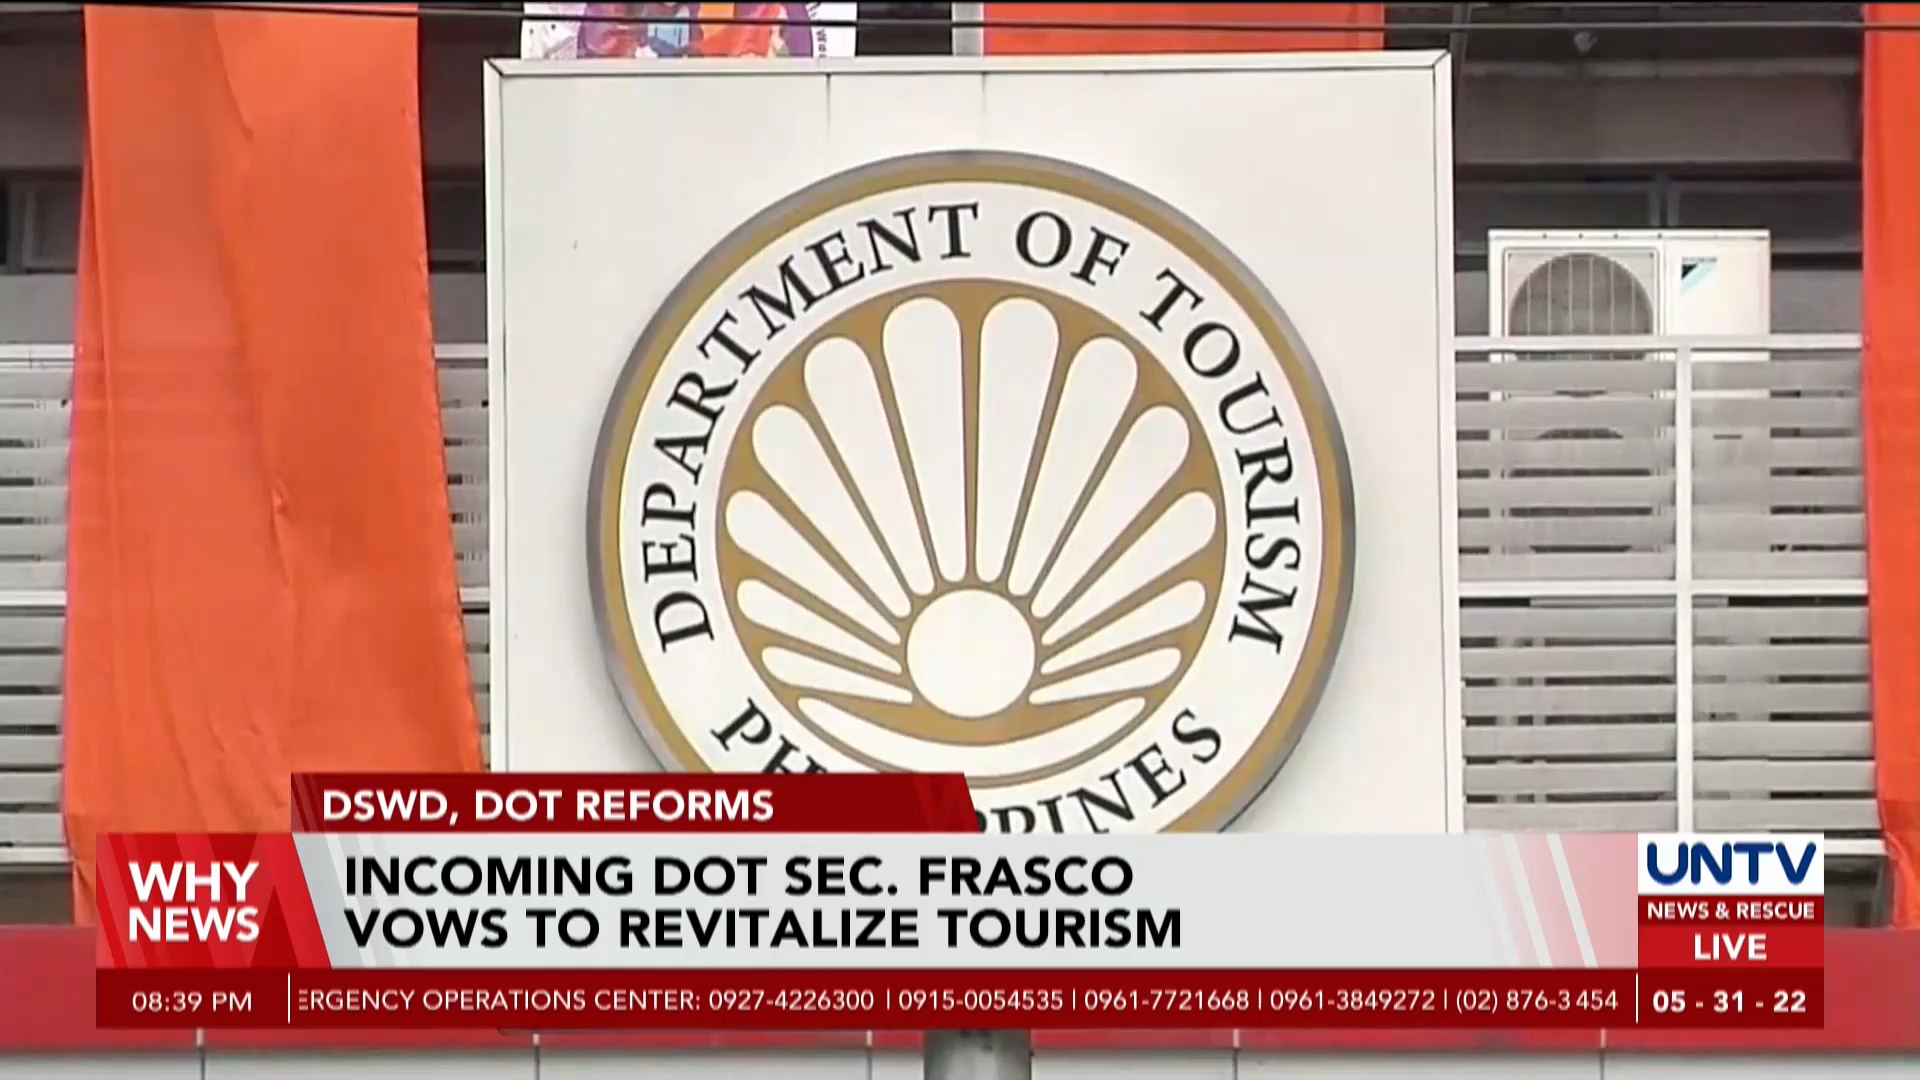 DEPARTMENT OF TOURISM
DSWD, DOT REFORMS
WHY
NEWS
INCOMING DOT SEC. FRASCO
VOWS TO REVITALIZE TOURISM
UNTV
NEWS & RESCUE
LIVE
08:39 PM
ERGENCY OPERATIONS CENTER: 0927-4226300 | 0915-0054535 | 0961-7721668 | 0961-3849272 | (02) 876-3454
05 - 31 - 22